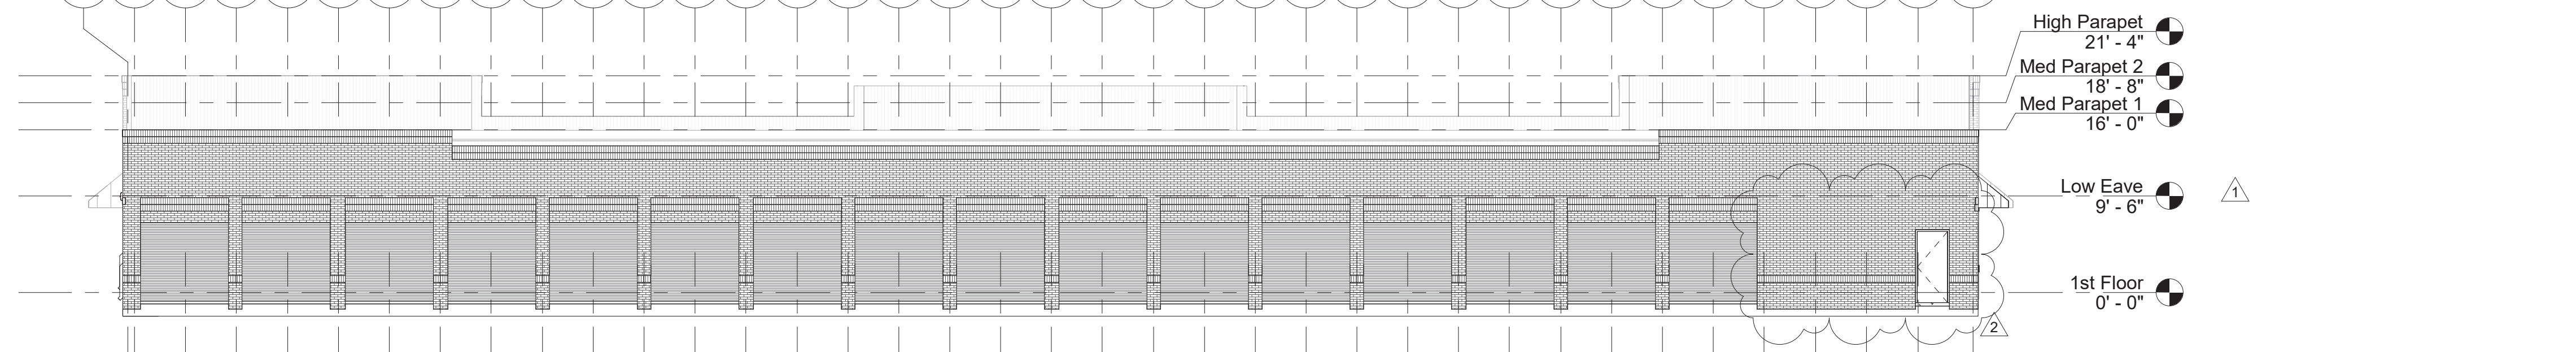 High Parapet
21' - 4"
Med Parapet 2
18' - 8"
Med Parapet 1
16' - 0"
Low Eave
9' - 6"
1
1st Floor
0' - 0"
2